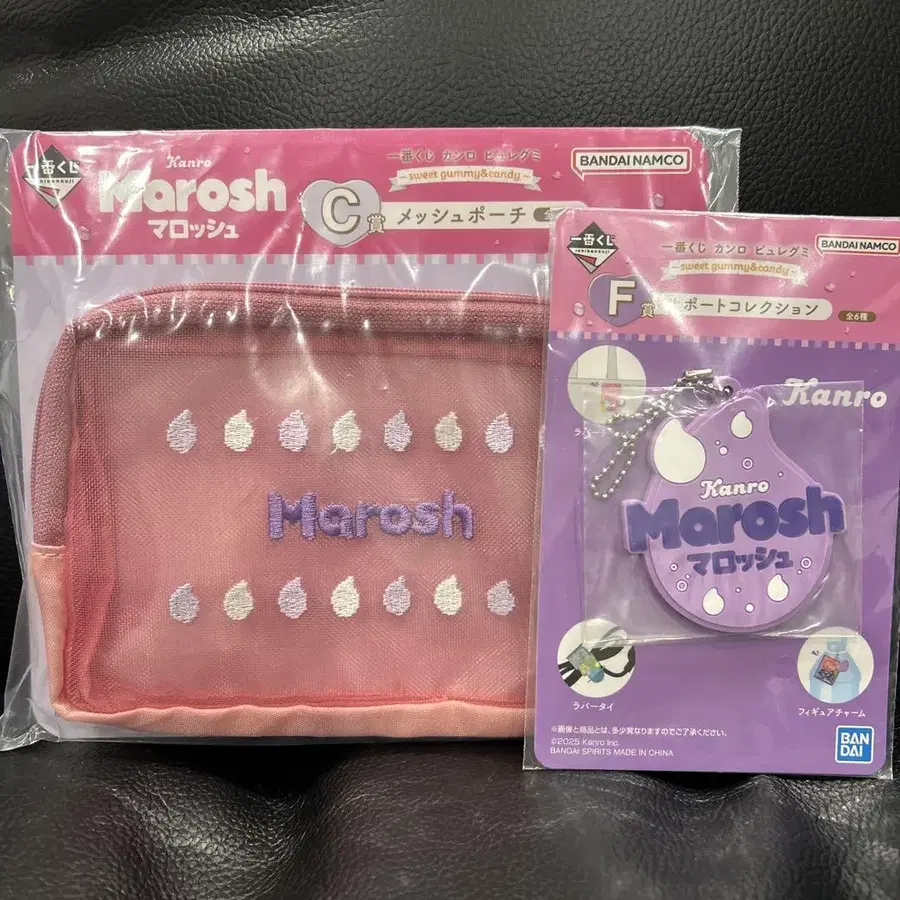 一番くじ
ICHIBANKUJI
Kanro
Marosh
マロッシュ
一番くじ カンロ ピュレグミ
~sweet gummy&candy~
BANDAI NAMCO
C賞
メッシュポーチ
Marosh
一番くじ
ICHIBANKUJI
一番くじ カンロ ピュレグミ
~sweet gummy&candy~
BANDAI NAMCO
F賞
ポートコレクション
全6種
Kanro
Kanro
Marosh
マロッシュ
ラバータイ
フィギュアチャーム
※画像と商品とは、多少異なりますのでご了承ください。
©2025 Kanro Inc.
BANDAI SPIRITS MADE IN CHINA
BAN
DAI